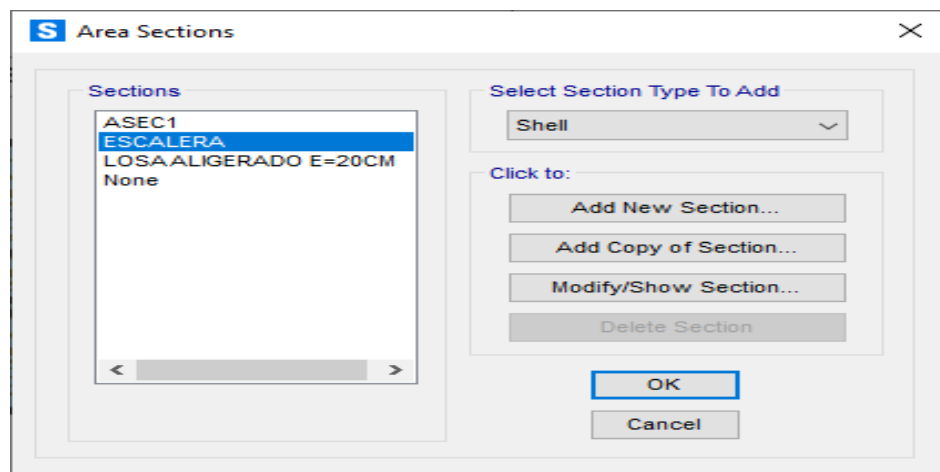 S Area Sections
Sections
ASEC1
ESCALERA
LOSA ALIGERADO E=20CM
None
Select Section Type To Add
Shell
Click to:
Add New Section...
Add Copy of Section...
Modify/Show Section...
Delete Section
OK
Cancel